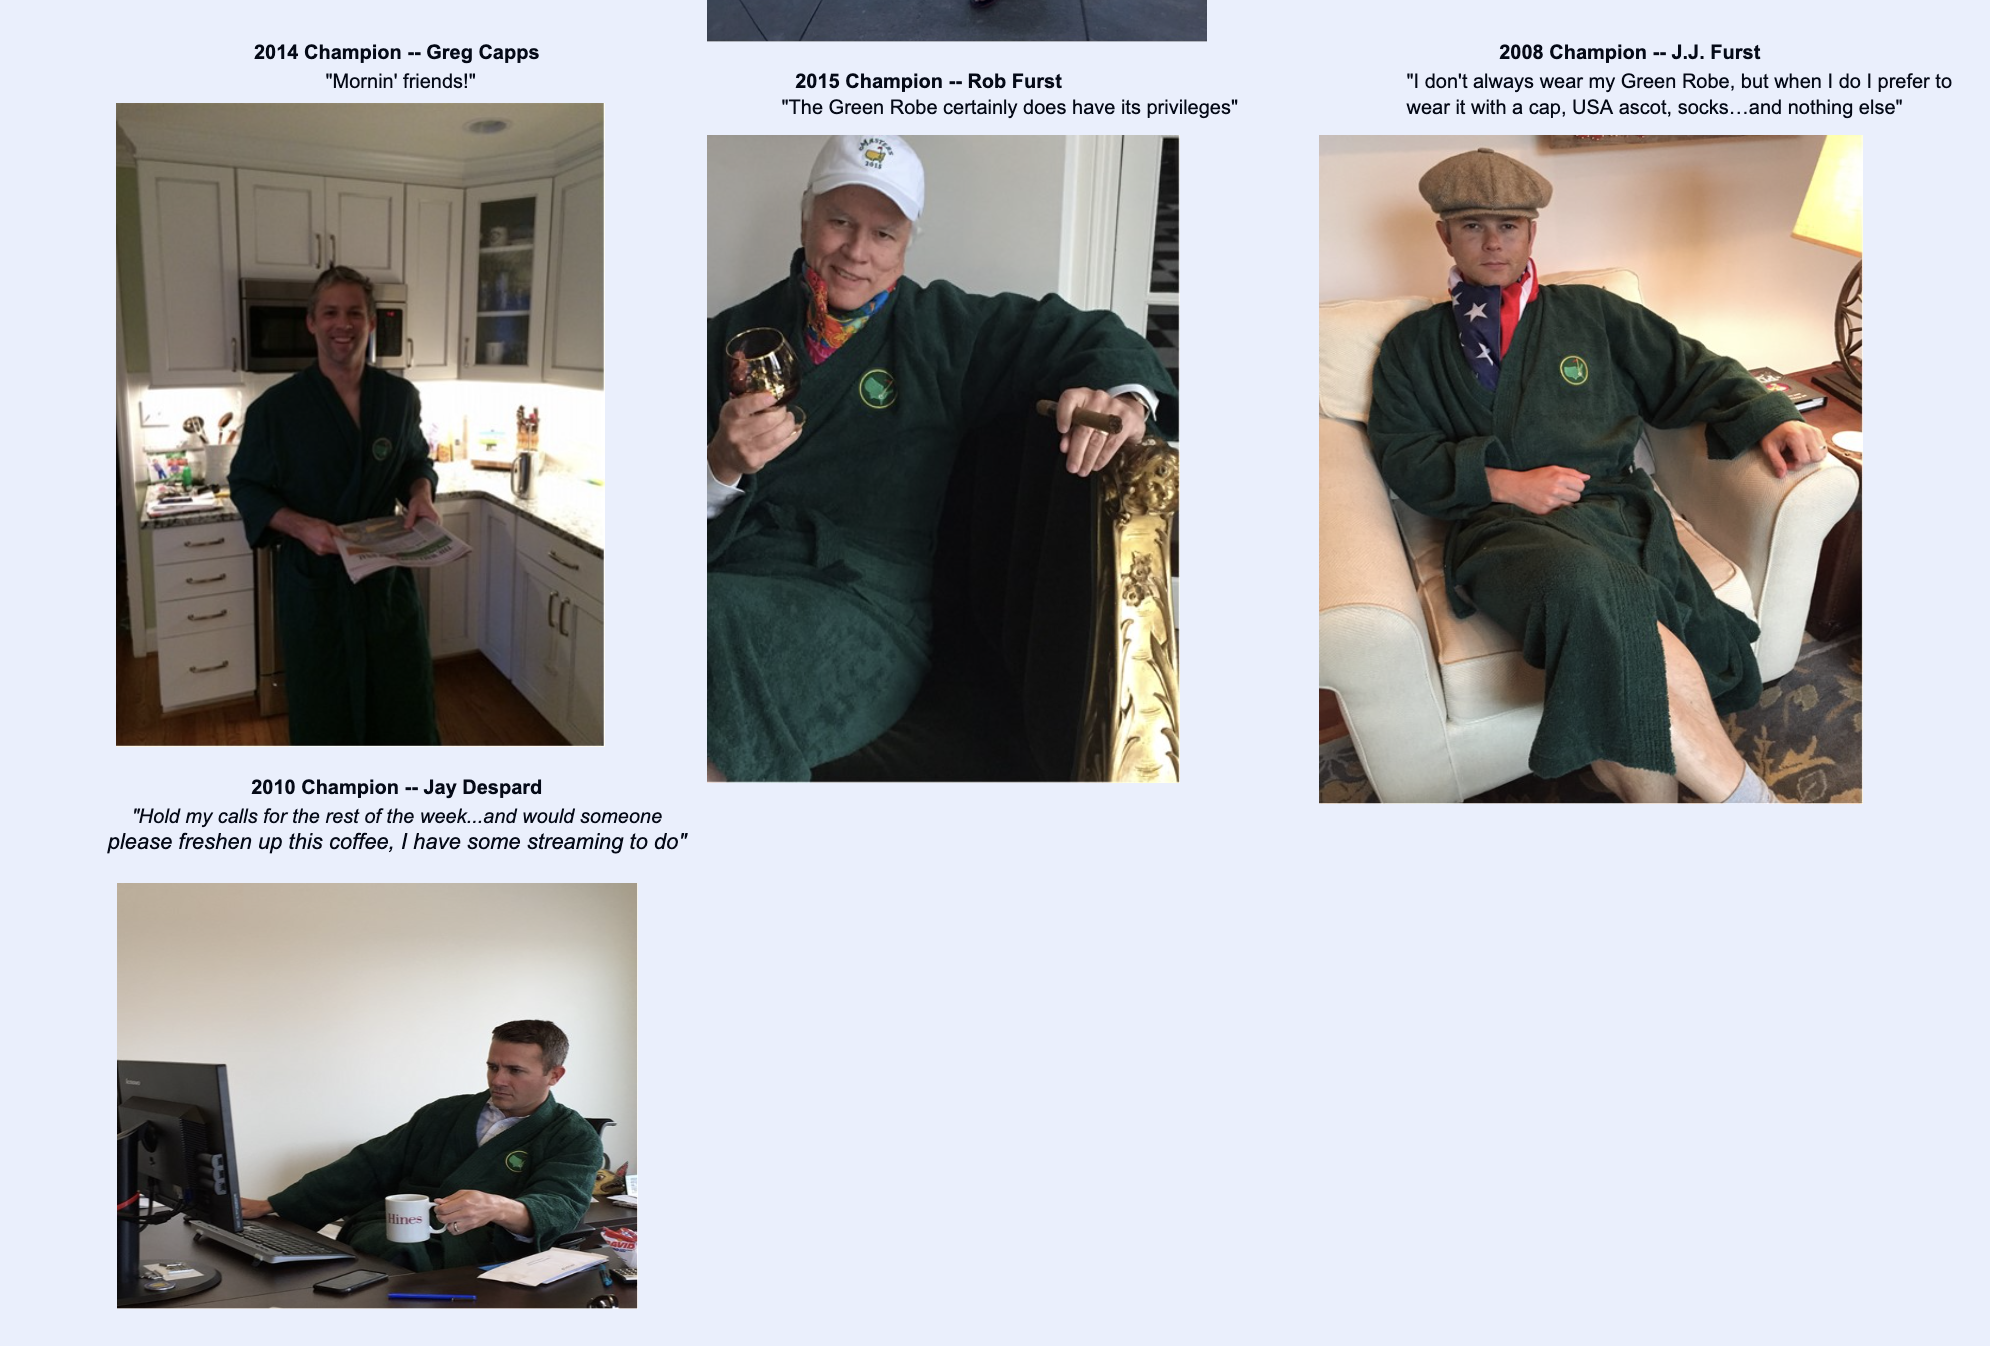 2014 Champion -- Greg Capps
"Mornin' friends!"
2010 Champion -- Jay Despard
"Hold my calls for the rest of the week...and would someone
please freshen up this coffee, I have some streaming to do"
Hines
2015 Champion -- Rob Furst
"The Green Robe certainly does have its privileges"
MASTERS
2015
2008 Champion -- J.J. Furst
"I don't always wear my Green Robe, but when I do I prefer to
wear it with a cap, USA ascot, socks…and nothing else"